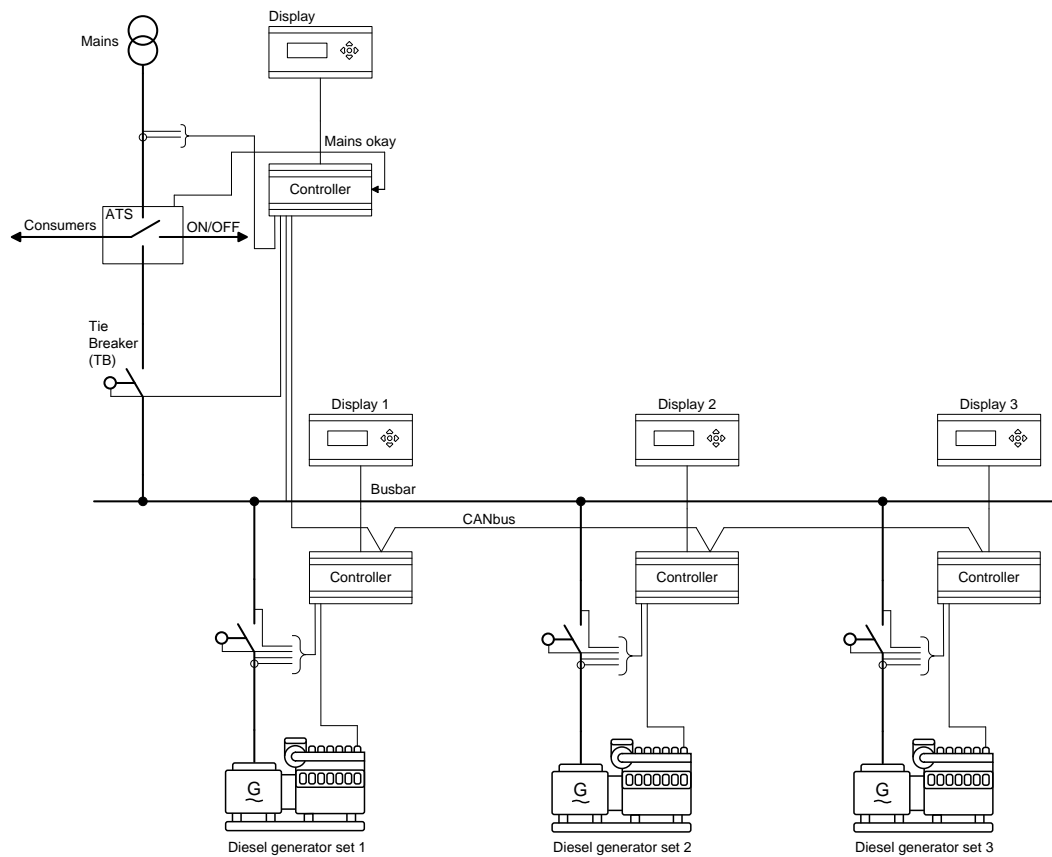 Display
Mains
Mains okay
Controller
ATS
Consumers
ON/OFF
Tie
Breaker
(TB)
Display 1
Display 2
Display 3
Busbar
CANbus
Controller
Controller
Controller
G
G
G
Diesel generator set 1
Diesel generator set 2
Diesel generator set 3